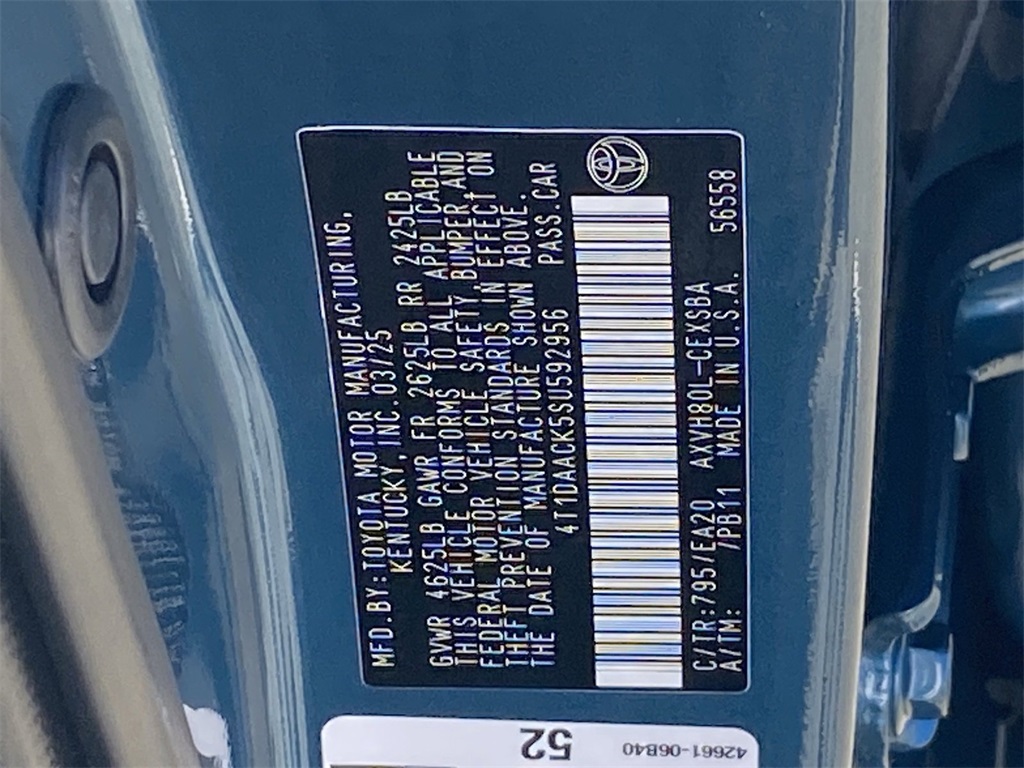 MFD.BY:TOYOTA MOTOR MANUFACTURING,
KENTUCKY,INC.03/25
GVWR 4625LB GAWR FR 2625LB RR 2425LB
THIS VEHICLE CONFORMS TO ALL APPLICABLE
FEDERAL MOTOR VEHICLE SAFETY,BUMPER,AND
THEFT PREVENTION STANDARDS IN EFFECT ON
THE DATE OF MANUFACTURE SHOWN ABOVE.
4T1DAACK5SU592956 PASS.CAR
C/TR:795/EA20 AXVH80L-CEXSBA
A/TM: /PB11 MADE IN U.S.A. 56558
52
42661-06B40